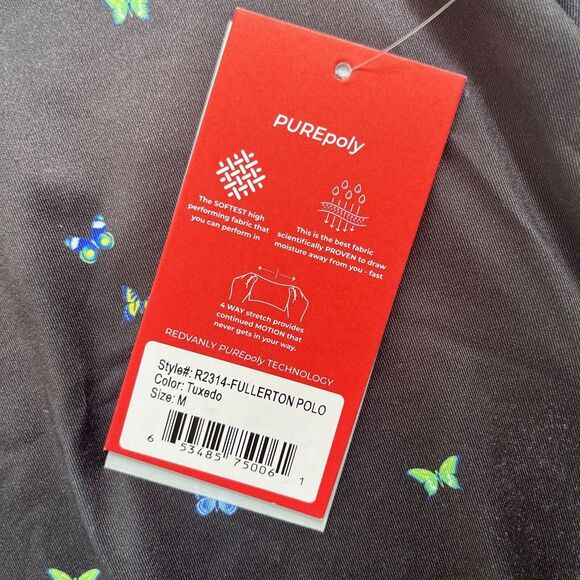 PUREpoly
The SOFTEST high
performing fabric that
you can perform in
This is the best fabric
scientifically PROVEN to draw
moisture away from you - fast
4 WAY stretch provides
continued MOTION that
never gets in your way.
REDVANLY PUREpoly TECHNOLOGY
Style#: R2314-FULLERTON POLO
Color: Tuxedo
Size: M
6 53485 75006 1